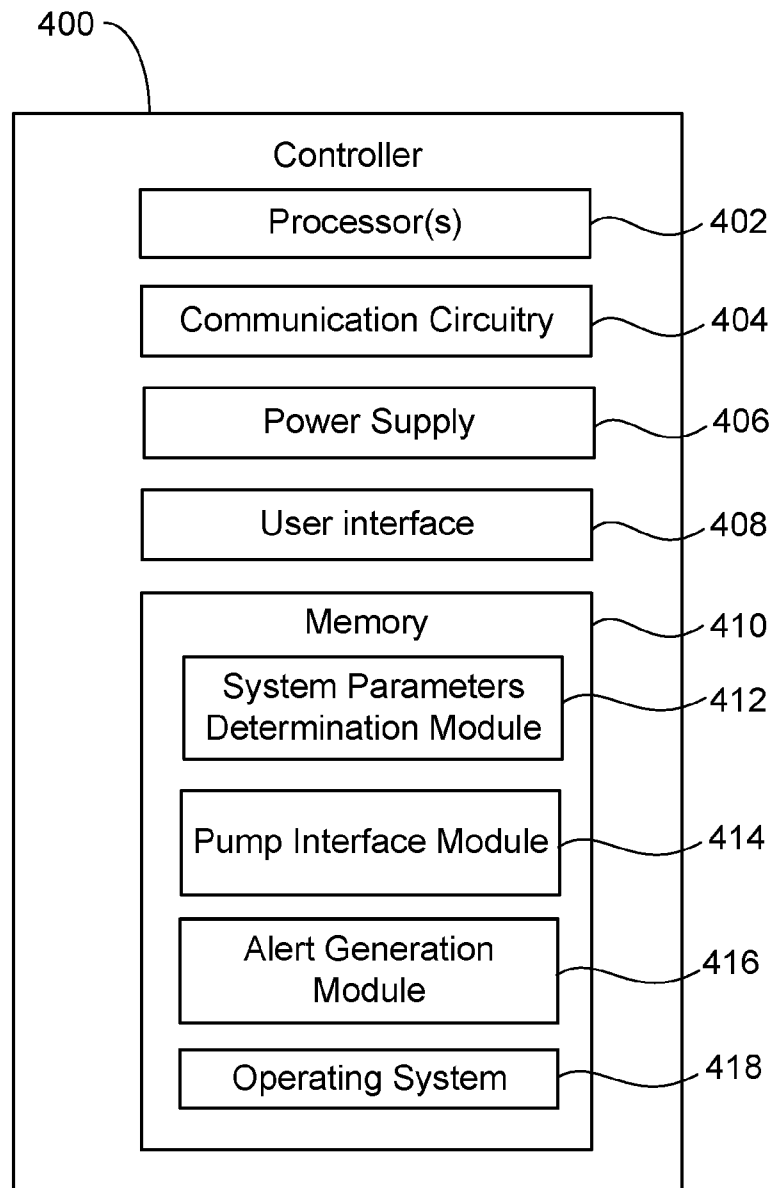 400
Controller
Processor(s)
402
Communication Circuitry
404
Power Supply
406
User interface
408
Memory
410
System Parameters
Determination Module
412
Pump Interface Module
414
Alert Generation
Module
416
Operating System
418